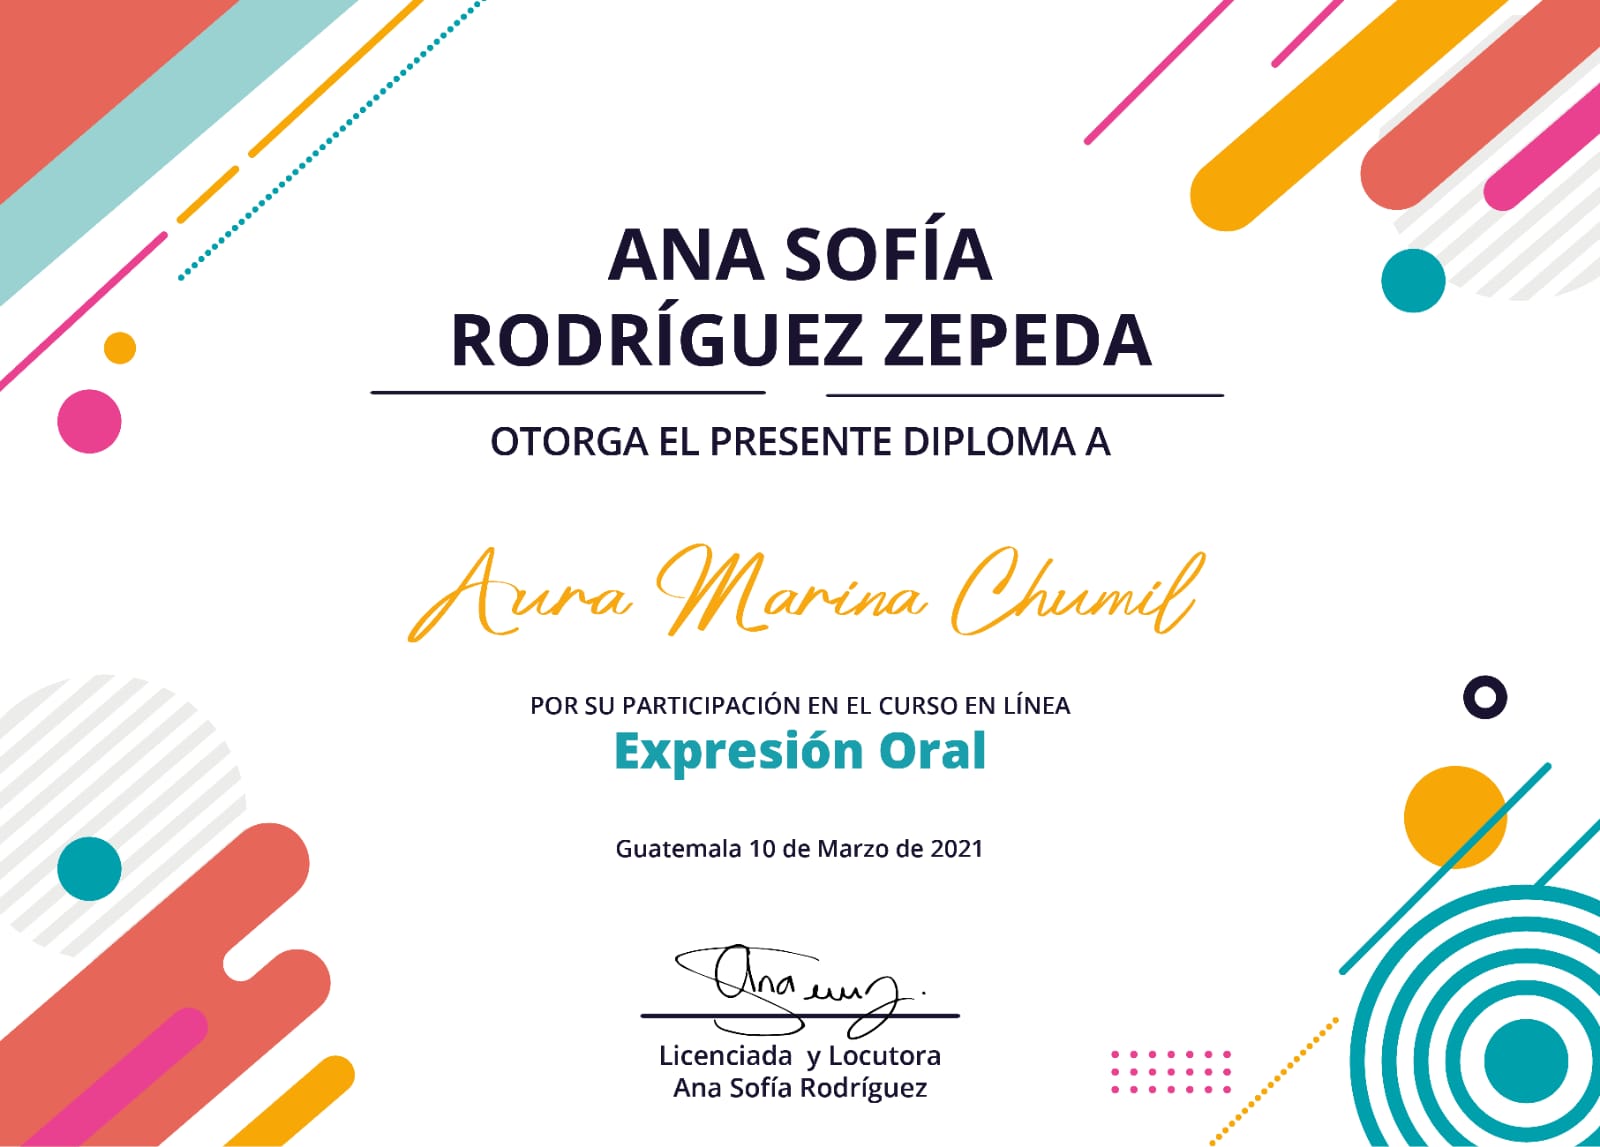 ANA SOFÍA
RODRÍGUEZ ZEPEDA
OTORGA EL PRESENTE DIPLOMA A
Aura Marina Chumil
POR SU PARTICIPACIÓN EN EL CURSO EN LÍNEA
Expresión Oral
Guatemala 10 de Marzo de 2021
Ana
Licenciada y Locutora
Ana Sofía Rodríguez